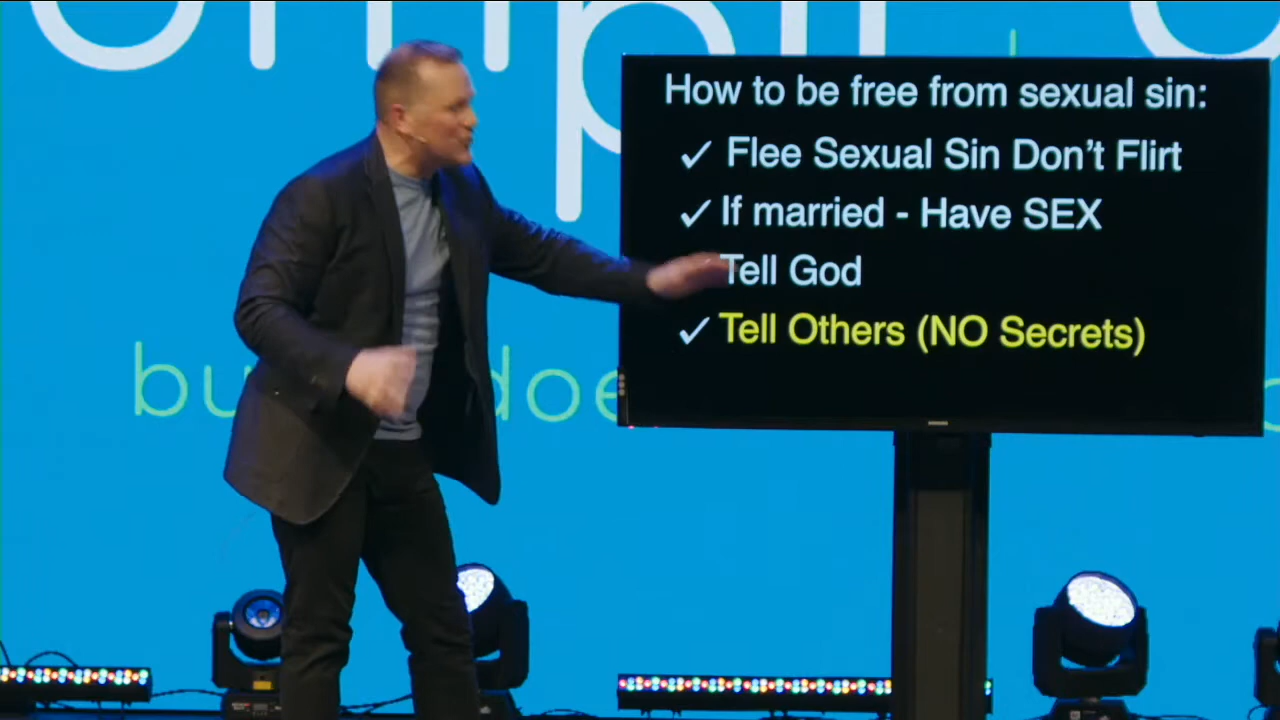 How to be free from sexual sin:
✓ Flee Sexual Sin Don't Flirt
✓ If married - Have SEX
Tell God
✓ Tell Others (NO Secrets)
SAMSUNG